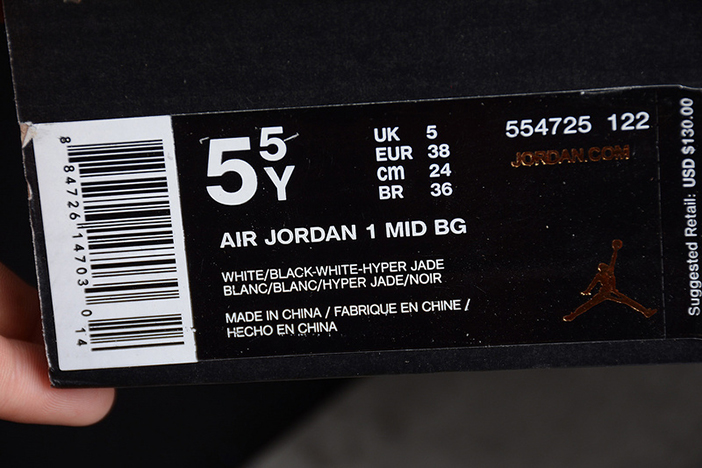 8 84726 14703 0 14
5 5 Y
UK 5
EUR 38
cm 24
BR 36
554725 122
JORDAN.COM
AIR JORDAN 1 MID BG
WHITE/BLACK-WHITE-HYPER JADE
BLANC/BLANC/HYPER JADE/NOIR
MADE IN CHINA / FABRIQUE EN CHINE /
HECHO EN CHINA
Suggested Retail: USD $130.00